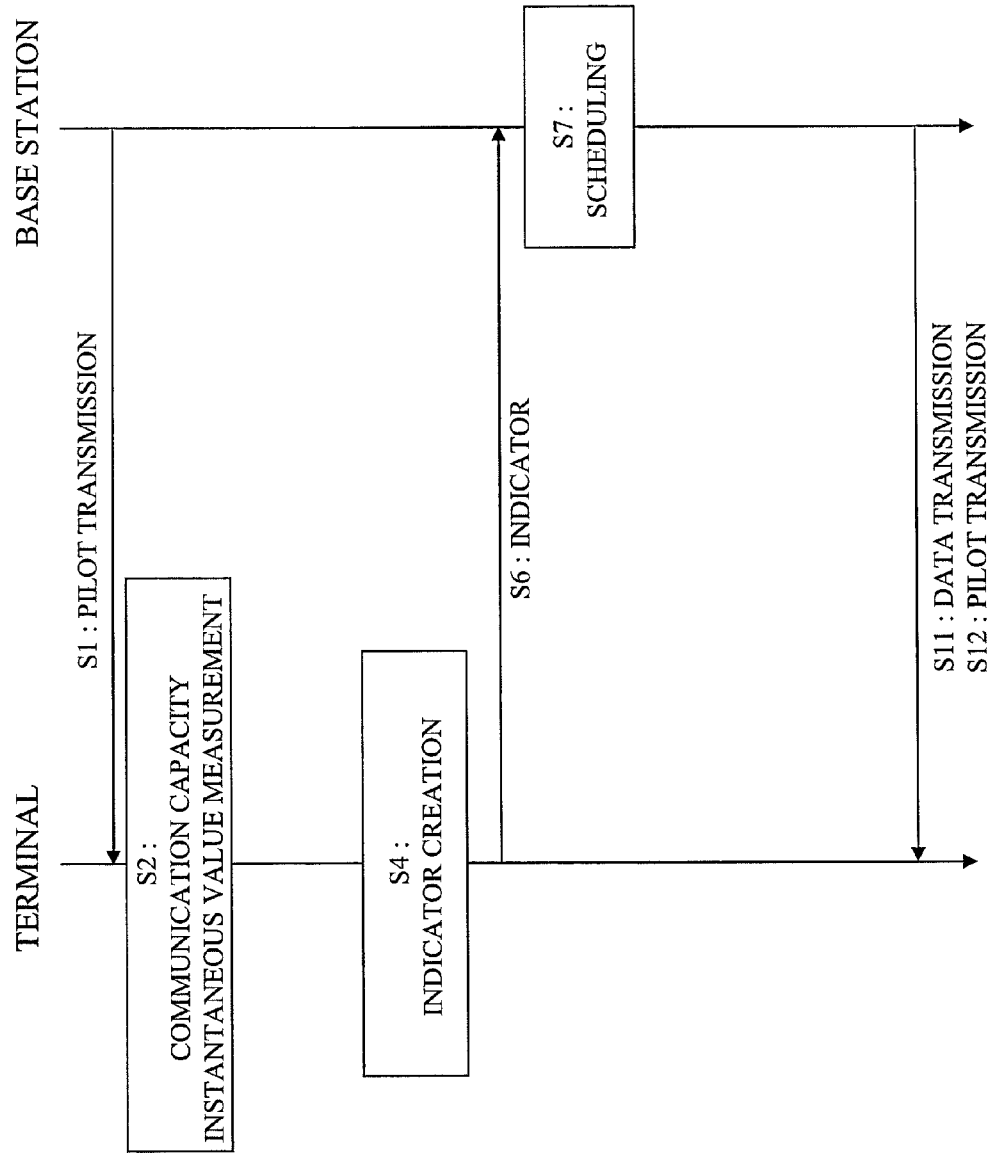 TERMINAL
BASE STATION
S1 : PILOT TRANSMISSION
S2 :
COMMUNICATION CAPACITY
INSTANTANEOUS VALUE MEASUREMENT
S4 :
INDICATOR CREATION
S6 : INDICATOR
S7 :
SCHEDULING
S11 : DATA TRANSMISSION
S12 : PILOT TRANSMISSION